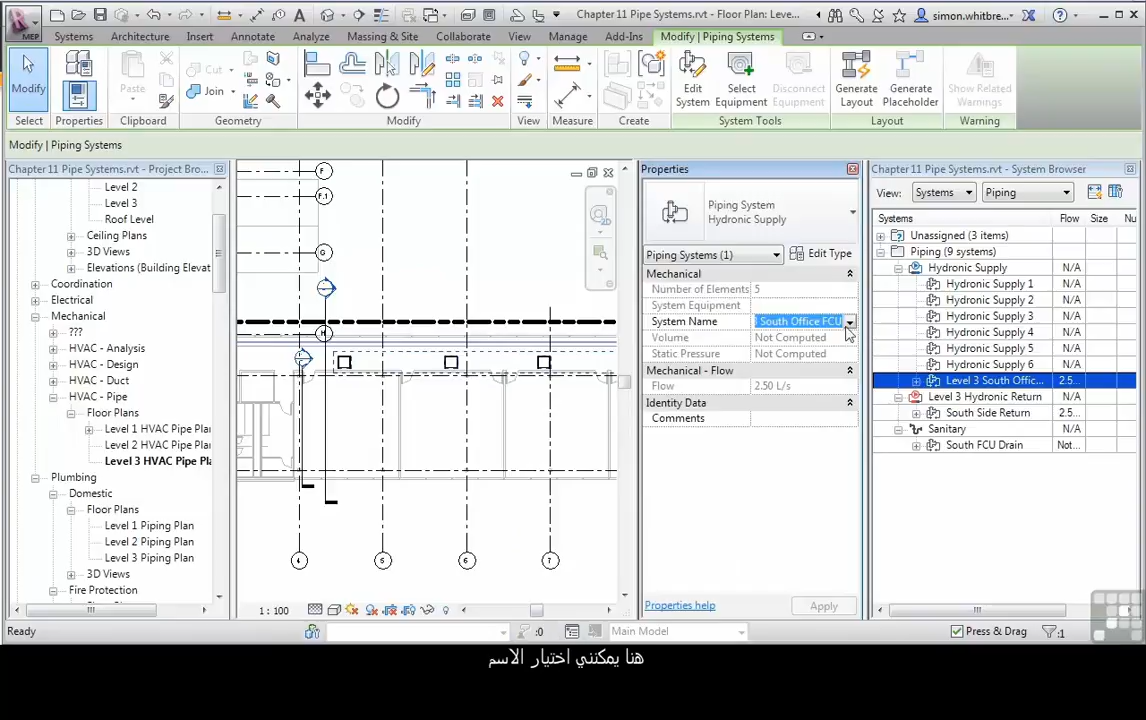 MEP
Chapter 11 Pipe Systems.rvt - Floor Plan: Leve...
simon.whitbre...
Systems Architecture Insert Annotate Analyze Massing & Site Collaborate View Manage Add-Ins Modify | Piping Systems
Modify
Paste
Cut
Join
Edit System
Select Equipment
Disconnect Equipment
Generate Layout
Generate Placeholder
Show Related Warnings
Select Properties Clipboard Geometry Modify View Measure Create System Tools Layout Warning
Modify | Piping Systems
Chapter 11 Pipe Systems.rvt - Project Bro...
Level 2
Level 3
Roof Level
Ceiling Plans
3D Views
Elevations (Building Elevat
Coordination
Electrical
Mechanical
???
HVAC - Analysis
HVAC - Design
HVAC - Duct
HVAC - Pipe
Floor Plans
Level 1 HVAC Pipe Pla
Level 2 HVAC Pipe Plan
Level 3 HVAC Pipe Pla
Plumbing
Domestic
Floor Plans
Level 1 Piping Plan
Level 2 Piping Plan
Level 3 Piping Plan
3D Views
Fire Protection
F
F.1
G
H
4 5 6 7
2D
1 : 100
Properties
Piping System
Hydronic Supply
Piping Systems (1)
Edit Type
Mechanical
Number of Elements 5
System Equipment
System Name South Office FCU
Volume Not Computed
Static Pressure Not Computed
Mechanical - Flow
Flow 2.50 L/s
Identity Data
Comments
Properties help
Apply
Chapter 11 Pipe Systems.rvt - System Browser
View: Systems Piping
Systems Flow Size Nu
Unassigned (3 items)
Piping (9 systems)
Hydronic Supply N/A
Hydronic Supply 1 N/A
Hydronic Supply 2 N/A
Hydronic Supply 3 N/A
Hydronic Supply 4 N/A
Hydronic Supply 5 N/A
Hydronic Supply 6 N/A
Level 3 South Offic... 2.5...
Level 3 Hydronic Return N/A
South Side Return 2.5...
Sanitary N/A
South FCU Drain Not...
Ready
:0
Main Model
Press & Drag
:1
هنا يمكنني اختيار الاسم